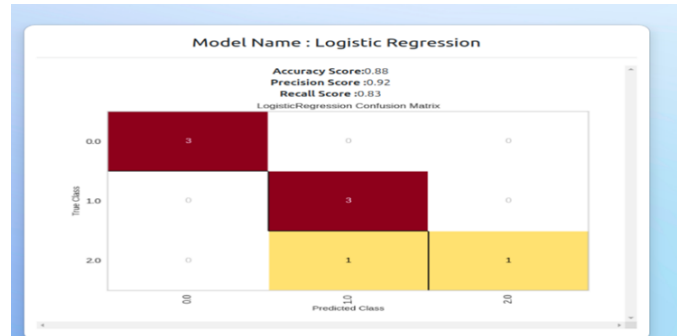 Model Name : Logistic Regression
Accuracy Score:0.88
Precision Score :0.92
Recall Score :0.83
LogisticRegression Confusion Matrix
0.0 3 0 0
True Class
1.0 0 3 0
2.0 0 1 1
0.0 1.0 2.0
Predicted Class